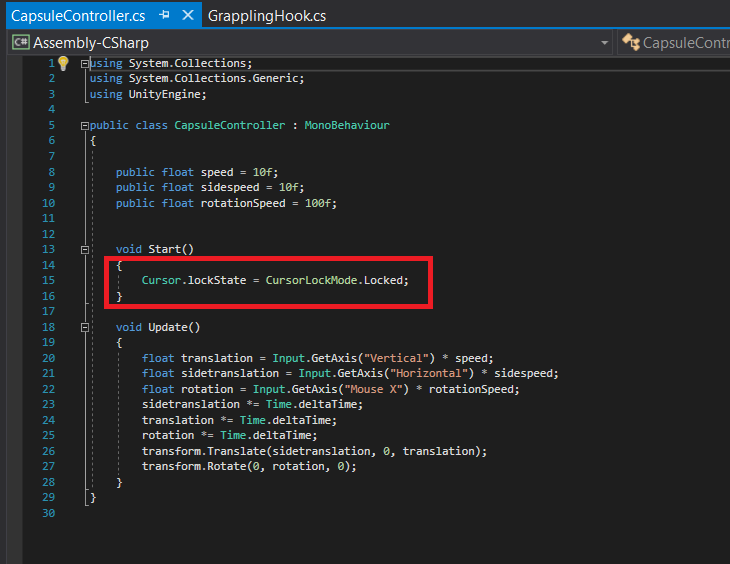 CapsuleController.cs GrapplingHook.cs
C# Assembly-CSharp CapsuleContr
1 using System.Collections;
2 using System.Collections.Generic;
3 using UnityEngine;
4
5 public class CapsuleController : MonoBehaviour
6 {
7
8 public float speed = 10f;
9 public float sidespeed = 10f;
10 public float rotationSpeed = 100f;
11
12
13 void Start()
14 {
15 Cursor.lockState = CursorLockMode.Locked;
16 }
17
18 void Update()
19 {
20 float translation = Input.GetAxis("Vertical") * speed;
21 float sidetranslation = Input.GetAxis("Horizontal") * sidespeed;
22 float rotation = Input.GetAxis("Mouse X") * rotationSpeed;
23 sidetranslation *= Time.deltaTime;
24 translation *= Time.deltaTime;
25 rotation *= Time.deltaTime;
26 transform.Translate(sidetranslation, 0, translation);
27 transform.Rotate(0, rotation, 0);
28 }
29 }
30